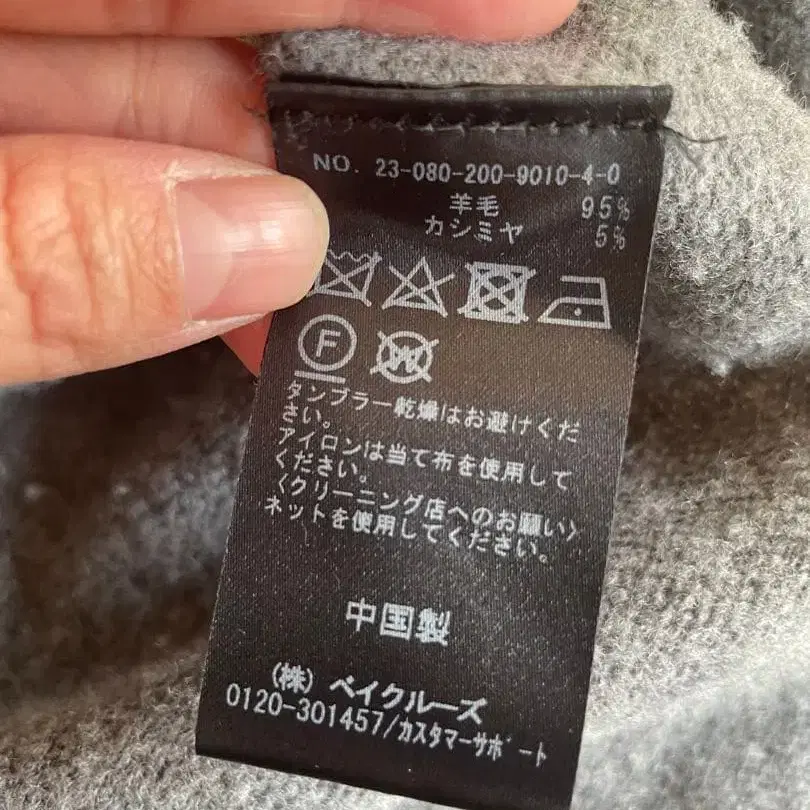 NO. 23-080-200-9010-4-0
羊毛 95%
カシミヤ 5%
F W
タンブラー乾燥はお避けくだ
さい。
アイロンは当て布を使用して
ください。
〈クリーニング店へのお願い〉
ネットを使用してください。
中国製
(株) ベイクルーズ
0120-301457/カスタマーサポート